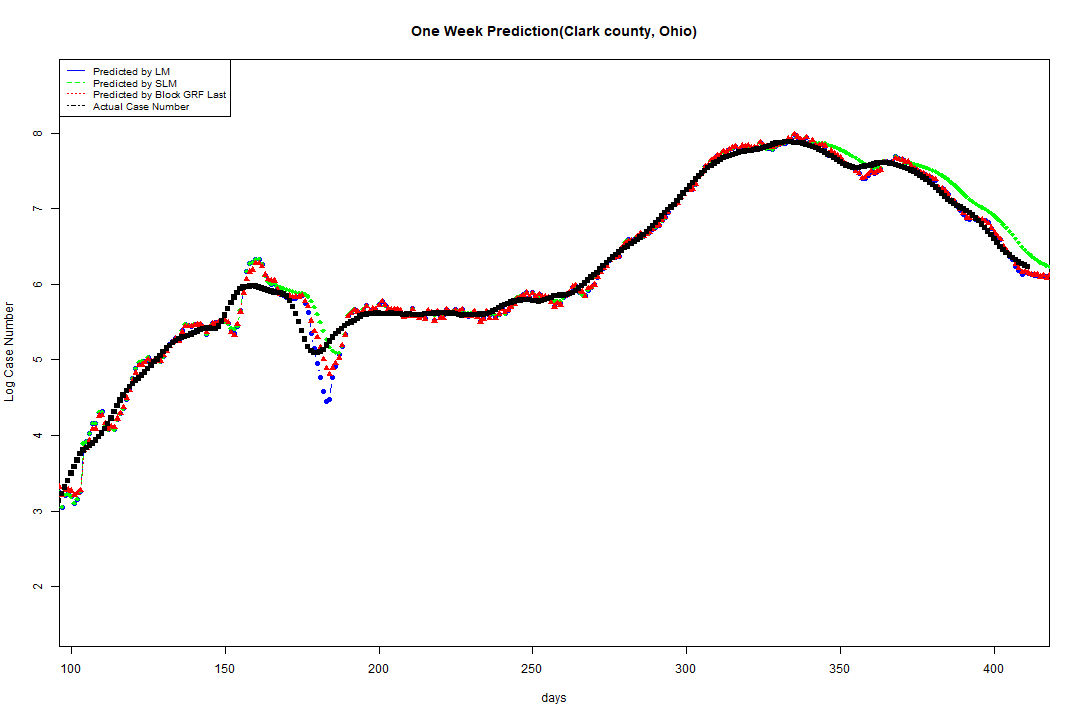 One Week Prediction(Clark county, Ohio)
Predicted by LM
Predicted by SLM
Predicted by Block GRF Last
Actual Case Number
8
7
6
5
4
3
2
Log Case Number
100 150 200 250 300 350 400
days